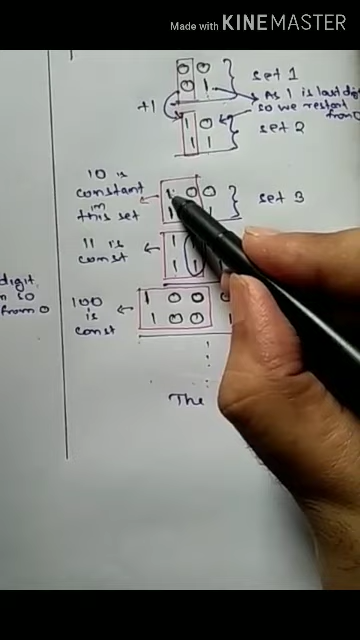 Made with KINEMASTER
0 0
0 1
set 1
As 1 is last
so we restart
from 0
+1
1 0
1 1
set 2
10 is
constant
in
this set
1 0 0
1
set 3
11 is
const
1
1 1
digit
so
from 0
100
is
const
1 0 0
1 0 0
The